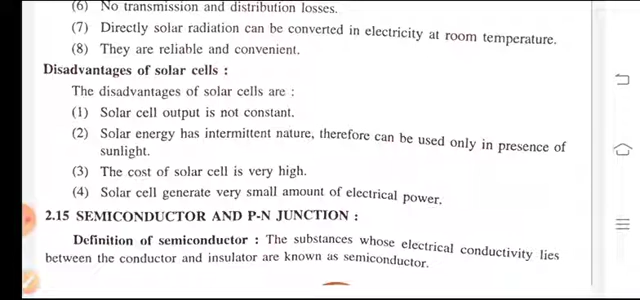 (6) No transmission and distribution losses.
(7) Directly solar radiation can be converted in electricity at room temperature.
(8) They are reliable and convenient.
Disadvantages of solar cells :
The disadvantages of solar cells are :
(1) Solar cell output is not constant.
(2) Solar energy has intermittent nature, therefore can be used only in presence of
sunlight.
(3) The cost of solar cell is very high.
(4) Solar cell generate very small amount of electrical power.
2.15 SEMICONDUCTOR AND P-N JUNCTION :
Definition of semiconductor : The substances whose electrical conductivity lies
between the conductor and insulator are known as semiconductor.